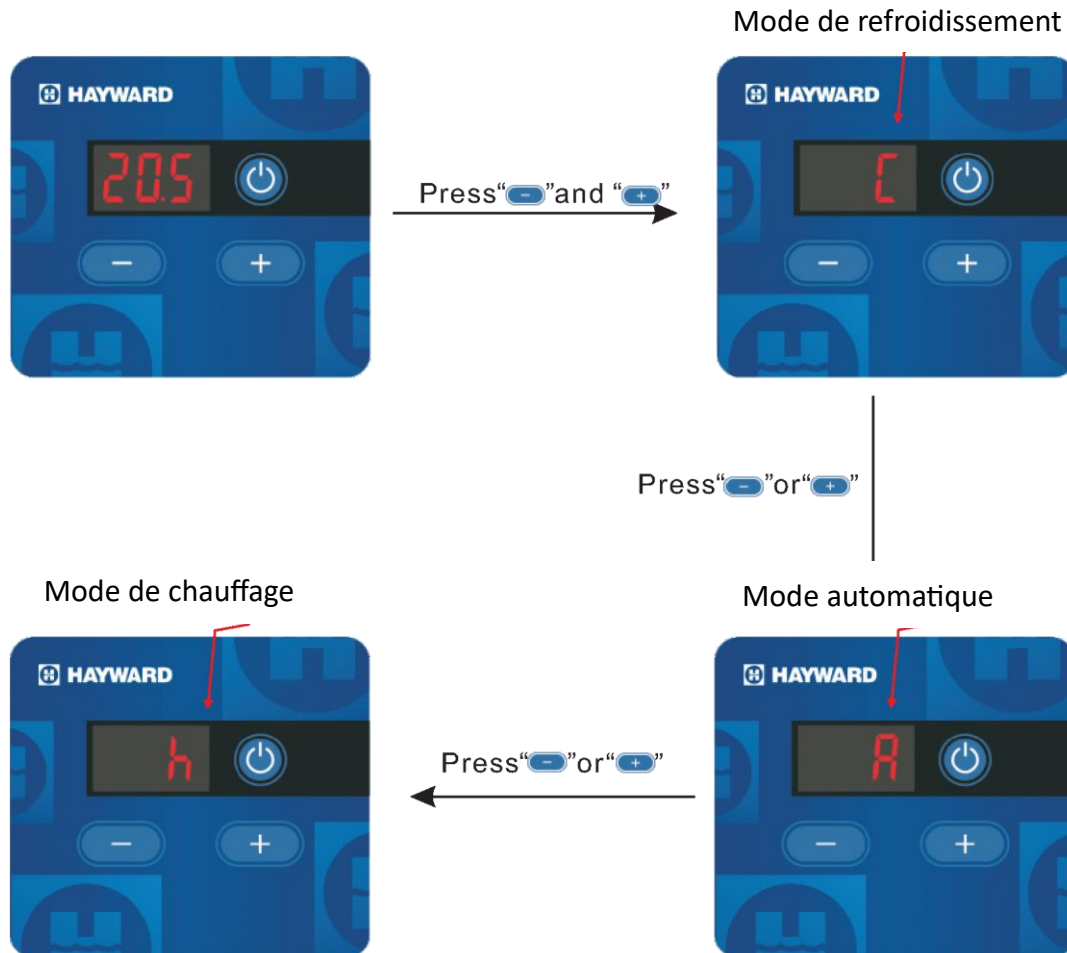 Mode de refroidissement
HAYWARD
20.5
- +
Press“-”and “+”
HAYWARD
C
- +
Press“-”or“+”
Mode de chauffage
Mode automatique
HAYWARD
h
- +
Press“-”or“+”
HAYWARD
A
- +